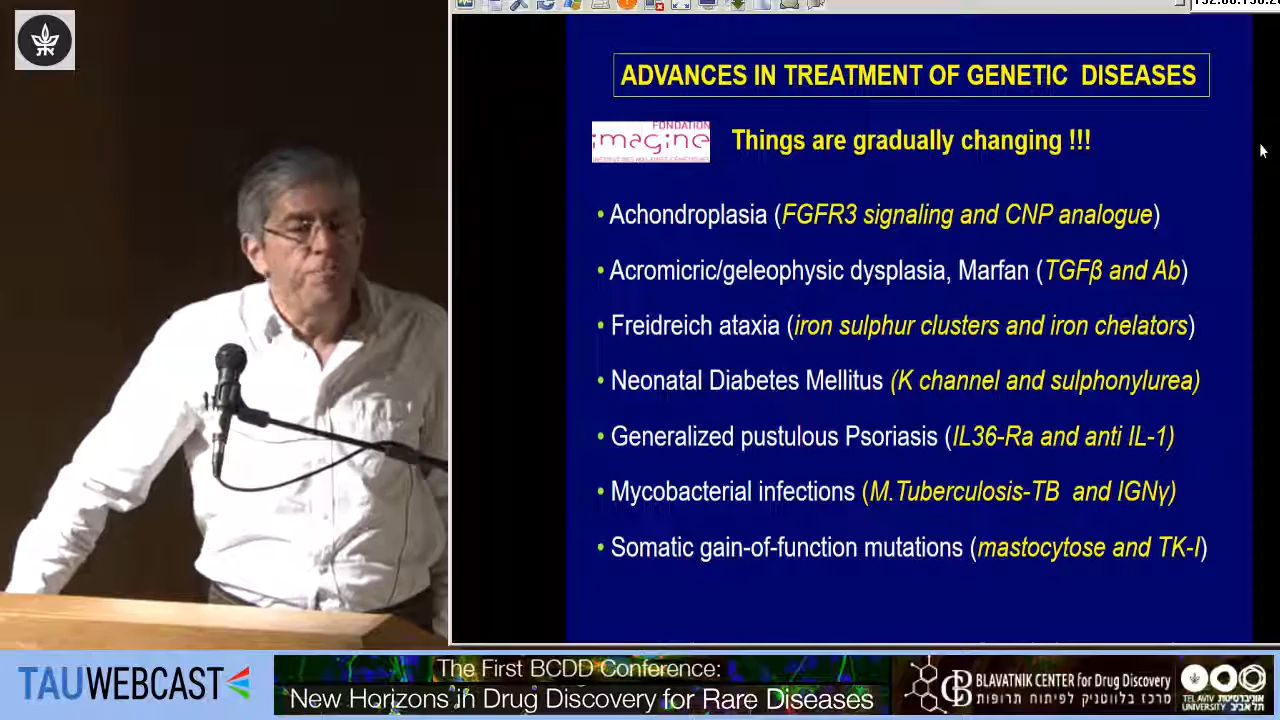 ADVANCES IN TREATMENT OF GENETIC DISEASES
FONDATION
imagine
Things are gradually changing !!!
• Achondroplasia (FGFR3 signaling and CNP analogue)
• Acromicric/geleophysic dysplasia, Marfan (TGFβ and Ab)
• Freidreich ataxia (iron sulphur clusters and iron chelators)
• Neonatal Diabetes Mellitus (K channel and sulphonylurea)
• Generalized pustulous Psoriasis (IL36-Ra and anti IL-1)
• Mycobacterial infections (M.Tuberculosis-TB and IGNγ)
• Somatic gain-of-function mutations (mastocytose and TK-I)
TAUWEBCAST
The First BCDD Conference:
New Horizons in Drug Discovery for Rare Diseases
BLAVATNIK CENTER for Drug Discovery
מרכז בלווטניק לפיתוח תרופות
TEL AVIV UNIVERSITY
אוניברסיטת תל אביב